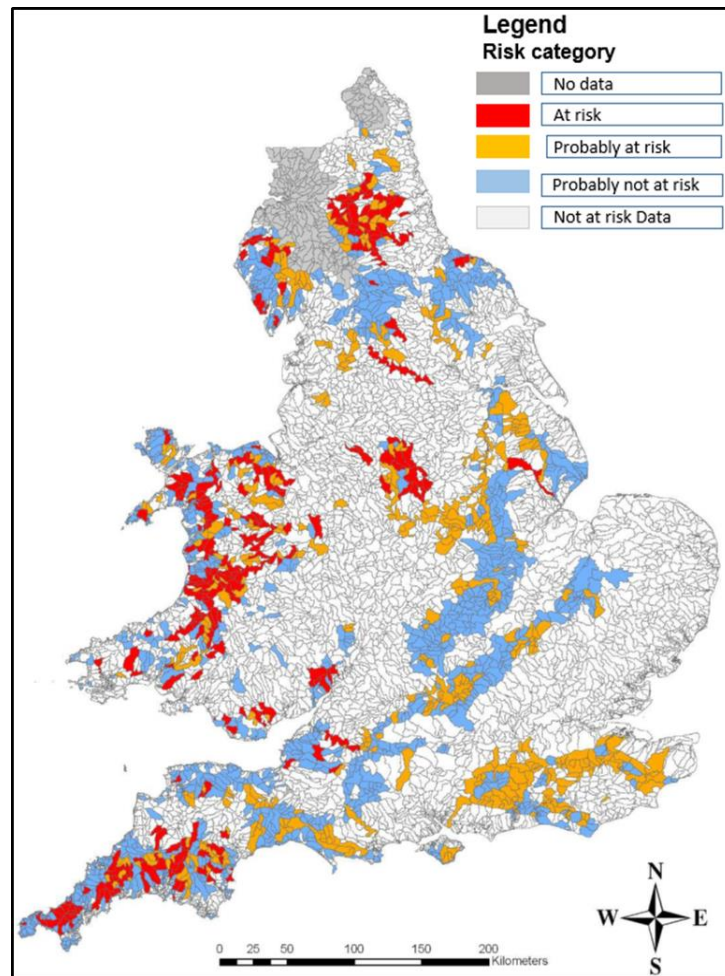 Legend
Risk category
No data
At risk
Probably at risk
Probably not at risk
Not at risk Data
N
W E
S
0 25 50 100 150 200
Kilometers